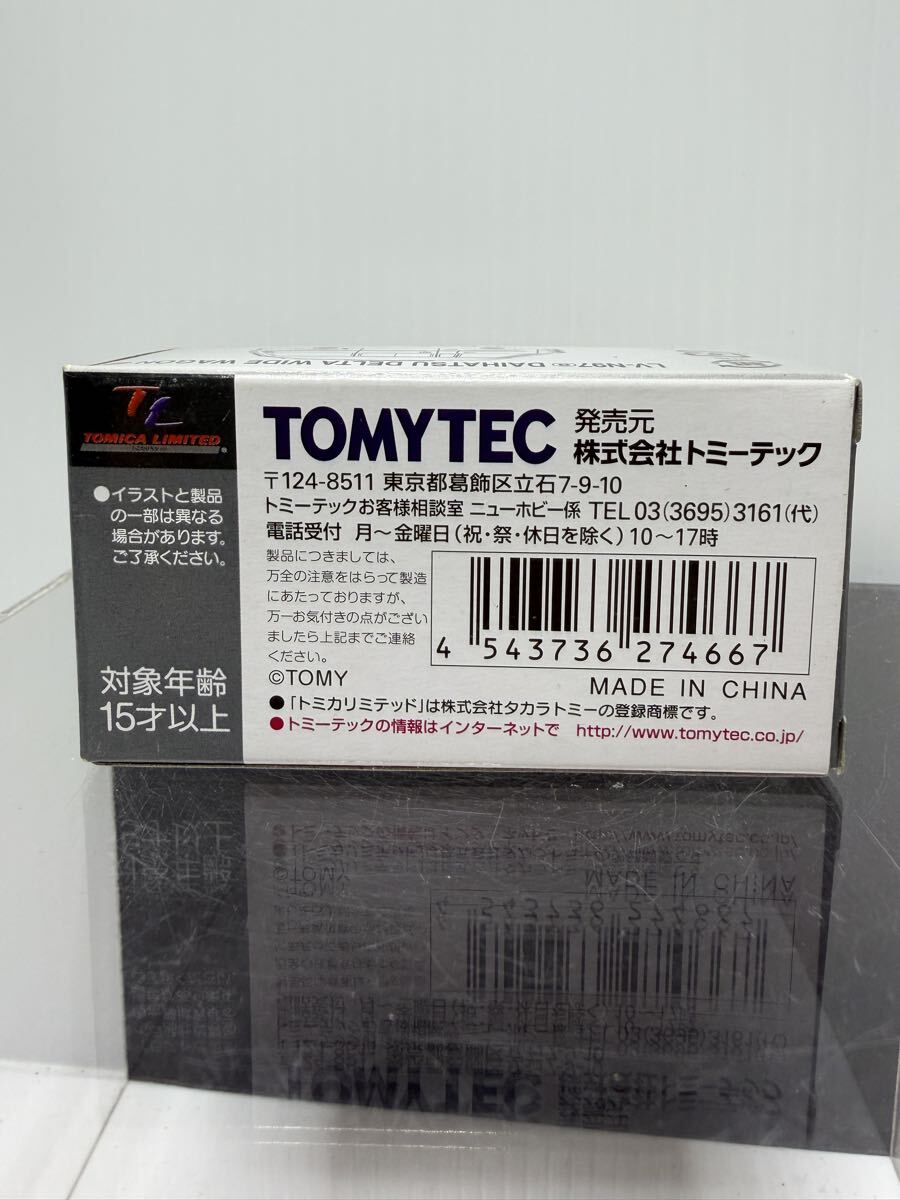 LV-N97ⓐ DAIHATSU DELTA WIDE WAGON
TL
TOMICA LIMITED
®
●イラストと製品
の一部は異なる
場合があります。
ご了承ください。
対象年齢
15才以上
TOMYTEC
発売元
株式会社トミーテック
〒124-8511 東京都葛飾区立石7-9-10
トミーテックお客様相談室 ニューホビー係 TEL 03(3695)3161(代)
電話受付 月〜金曜日(祝・祭・休日を除く) 10〜17時
製品につきましては、
万全の注意をはらって製造
にあたっておりますが、
万一お気付きの点がござい
ましたら上記までご連絡
ください。
4 543736 274667
©TOMY
MADE IN CHINA
●「トミカリミテッド」は株式会社タカラトミーの登録商標です。
●トミーテックの情報はインターネットで http://www.tomytec.co.jp/